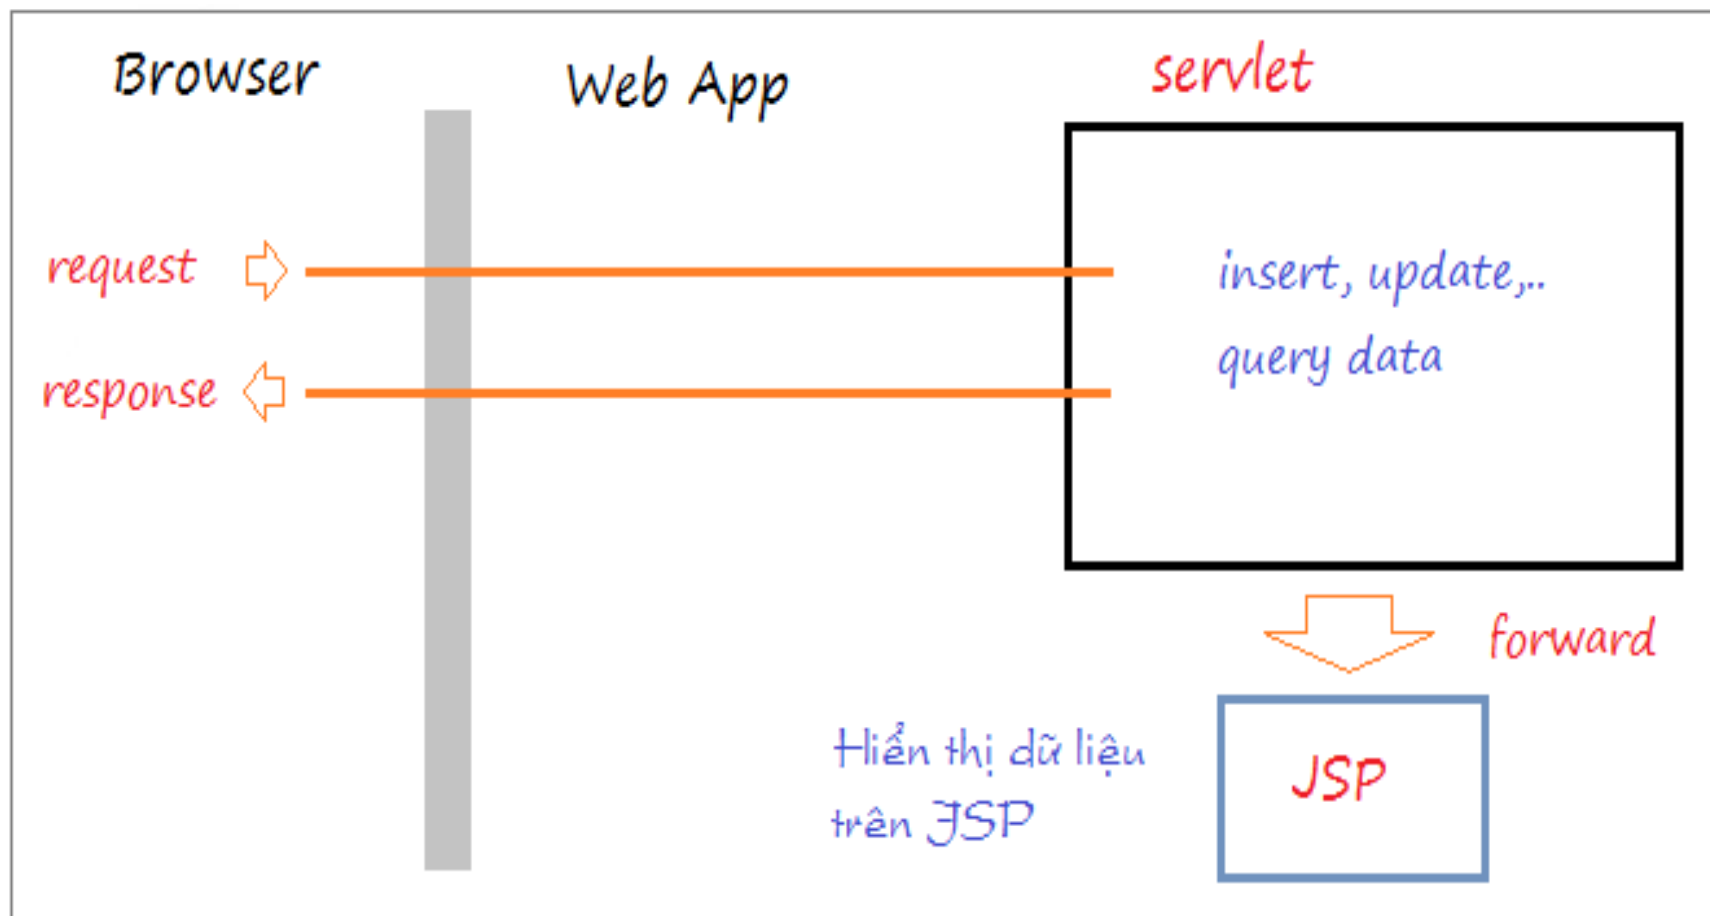 Browser
Web App
servlet
request
insert, update,..
query data
response
forward
Hiển thị dữ liệu
trên JSP
JSP